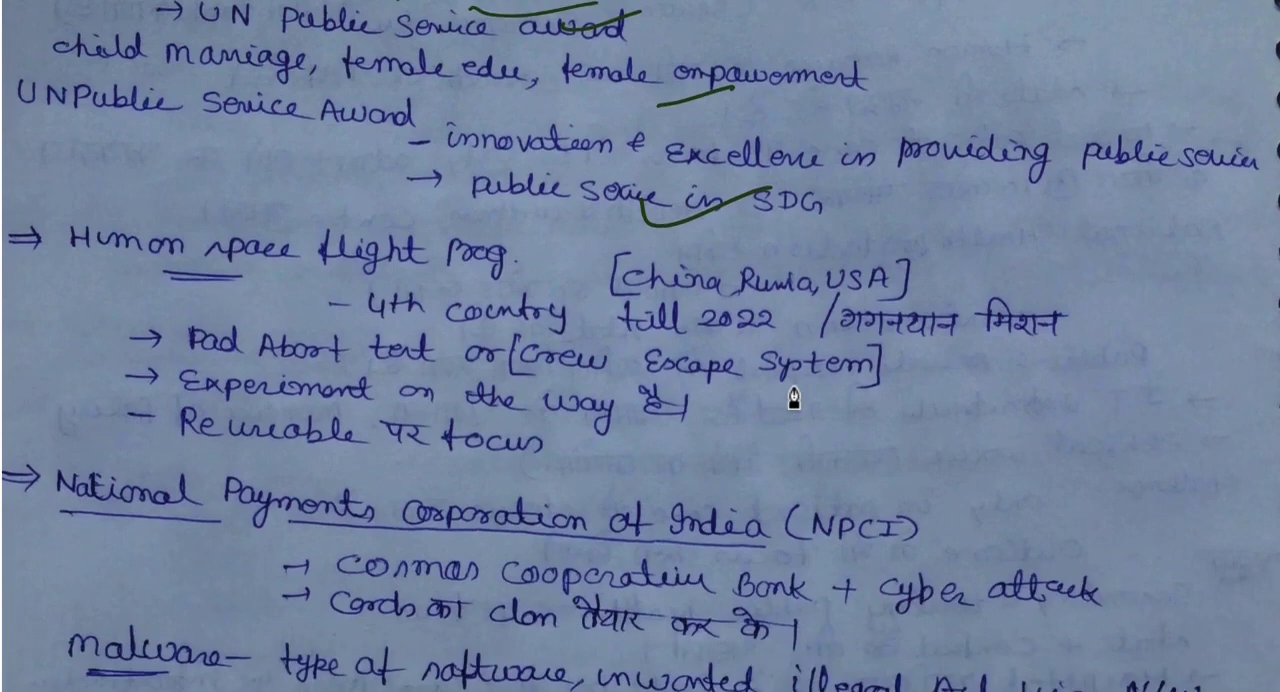 → UN Public Service award
child marriage, female edu, female empowerment
UN Public Service Award
- innovation & Excellence in providing public service
→ public service in SDG
⇒ Human space flight Prog.
[China, Russia, USA]
- 4th country till 2022 / गगनयान मिशन
→ Pad Abort test or [Crew Escape System]
→ Experiment on the way है।
- Reuseable पर focus
⇒ National Payments Corporation of India (NPCI)
→ Cosmas Cooperative Bank + Cyber attack
→ Cards का clon तैयार कर के।
malware - type of software, unwanted illegal